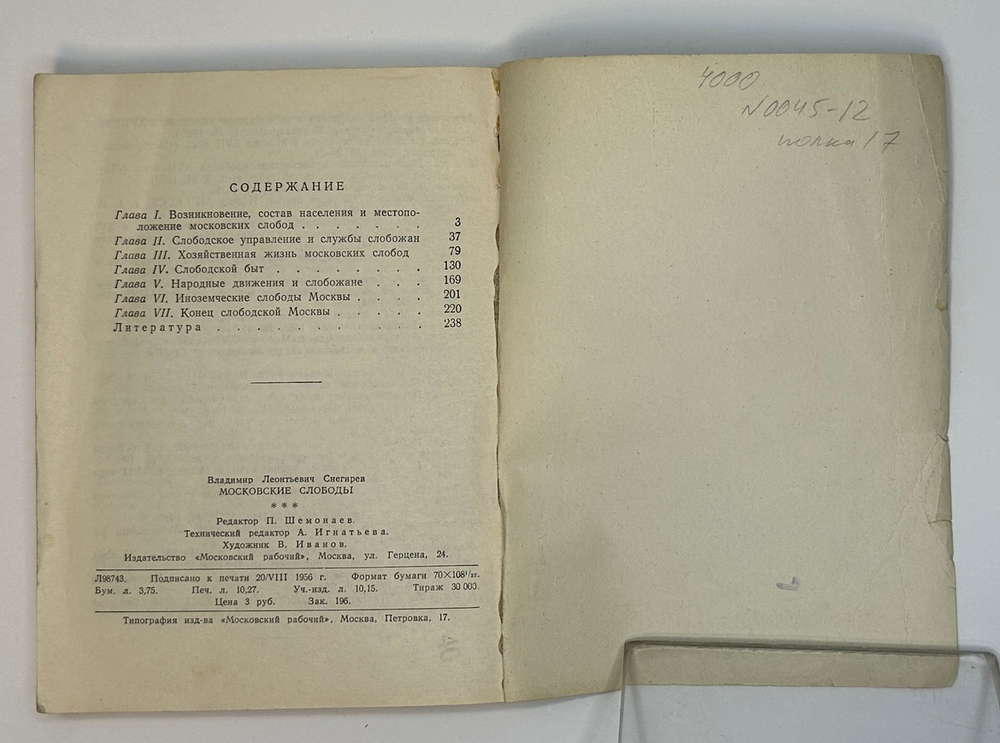 СОДЕРЖАНИЕ
Глава I. Возникновение, состав населения и местопо-
ложение московских слобод . . . . . . . 3
Глава II. Слободское управление и службы слобожан 37
Глава III. Хозяйственная жизнь московских слобод 79
Глава IV. Слободской быт . . . . . . . . 130
Глава V. Народные движения и слобожане . . . 169
Глава VI. Иноземческие слободы Москвы . . . . 201
Глава VII. Конец слободской Москвы . . . . . 220
Литература . . . . . . . . . . . 238
Владимир Леонтьевич Снегирев
МОСКОВСКИЕ СЛОБОДЫ
* * *
Редактор П. Шемонаев.
Технический редактор А. Игнатьева.
Художник В. Иванов.
Издательство «Московский рабочий», Москва, ул. Герцена, 24.
Л98743. Подписано к печати 20/VIII 1956 г. Формат бумаги 70×108¹/₃₂.
Бум. л. 3,75. Печ. л. 10,27. Уч.-изд. л. 10,15. Тираж 30 000.
Цена 3 руб. Зак. 196.
Типография изд-ва «Московский рабочий», Москва, Петровка, 17.
4000
N0045-12
полка 17